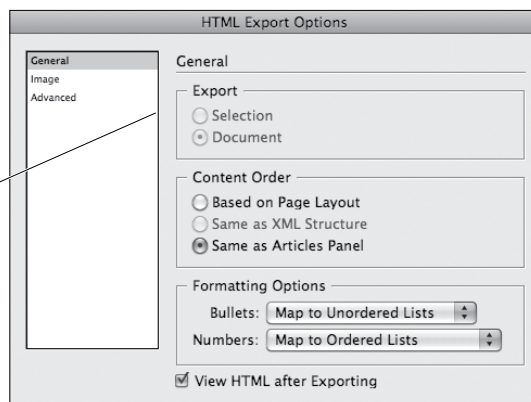 HTML Export Options
General
Image
Advanced
General
Export
Selection
Document
Content Order
Based on Page Layout
Same as XML Structure
Same as Articles Panel
Formatting Options
Bullets: Map to Unordered Lists
Numbers: Map to Ordered Lists
View HTML after Exporting